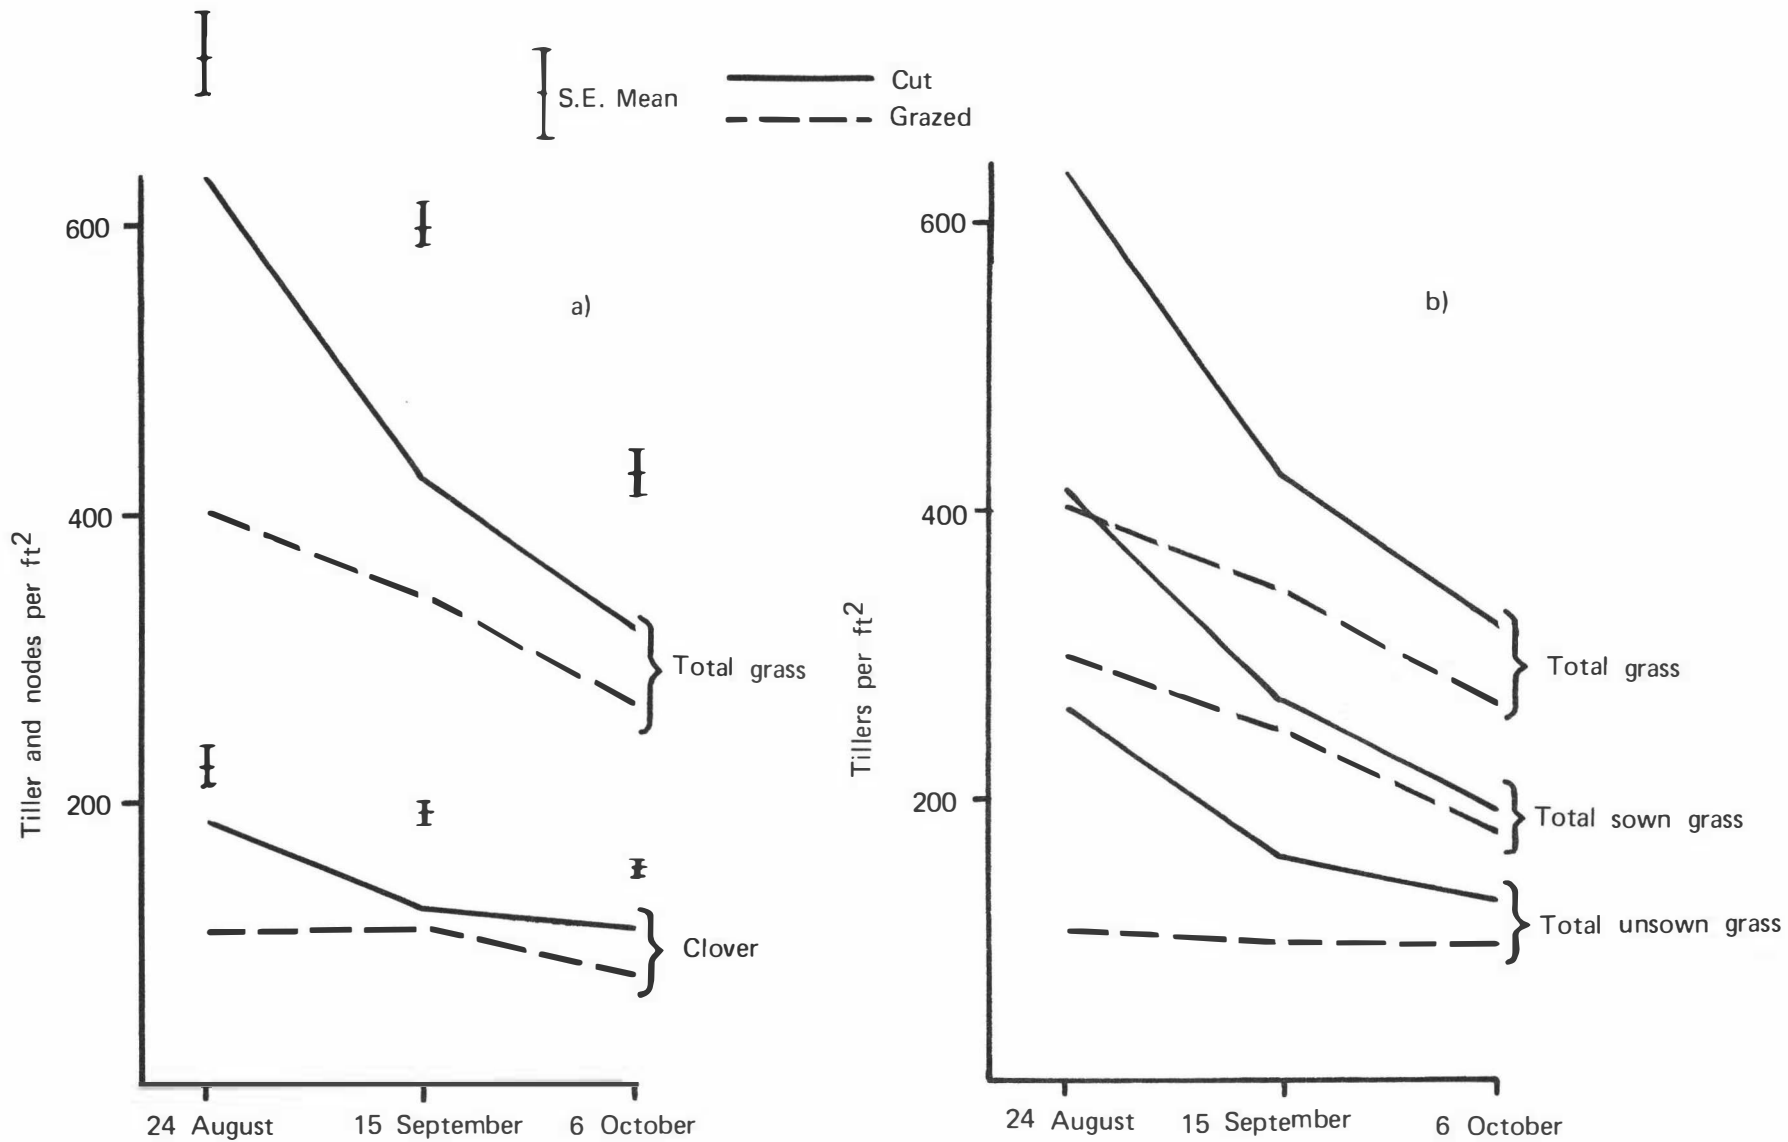 S.E. Mean
Cut
Grazed
a)
Tiller and nodes per ft2
600
400
200
Total grass
Clover
24 August 15 September 6 October
b)
Tillers per ft2
600
400
200
Total grass
Total sown grass
Total unsown grass
24 August 15 September 6 October